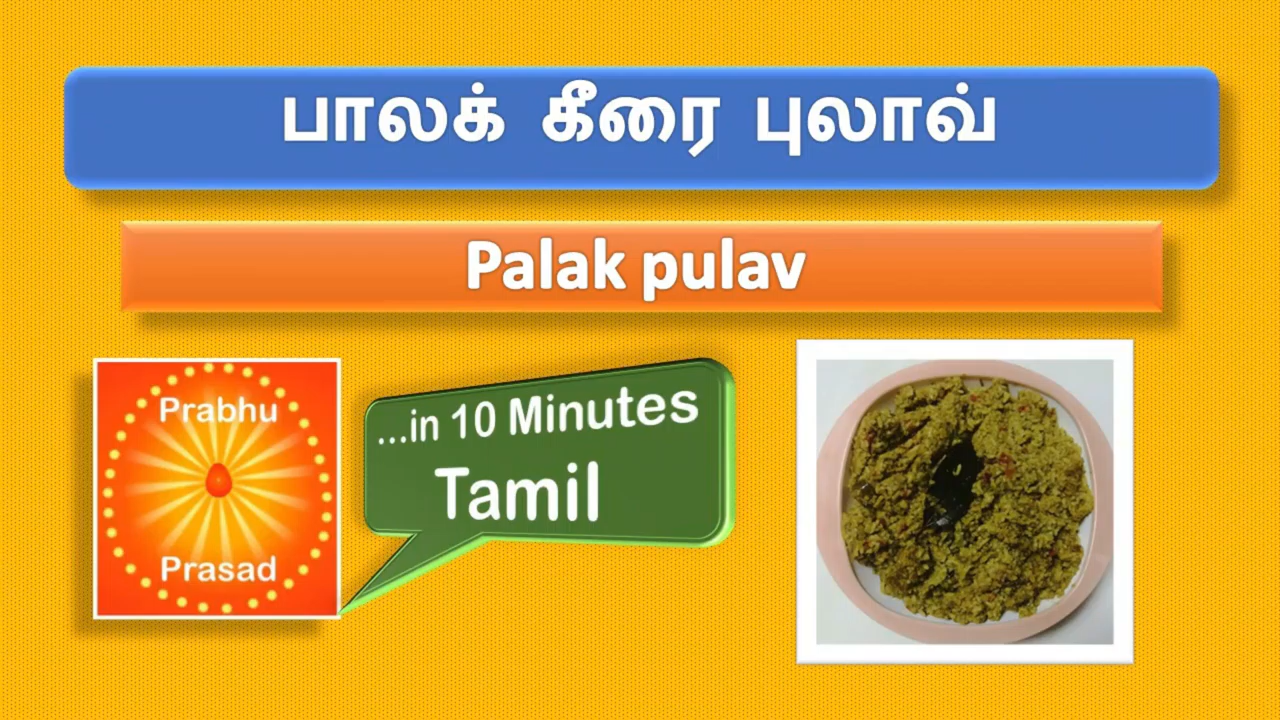 பாலக் கீரை புலாவ்
Palak pulav
Prabhu
Prasad
...in 10 Minutes
Tamil